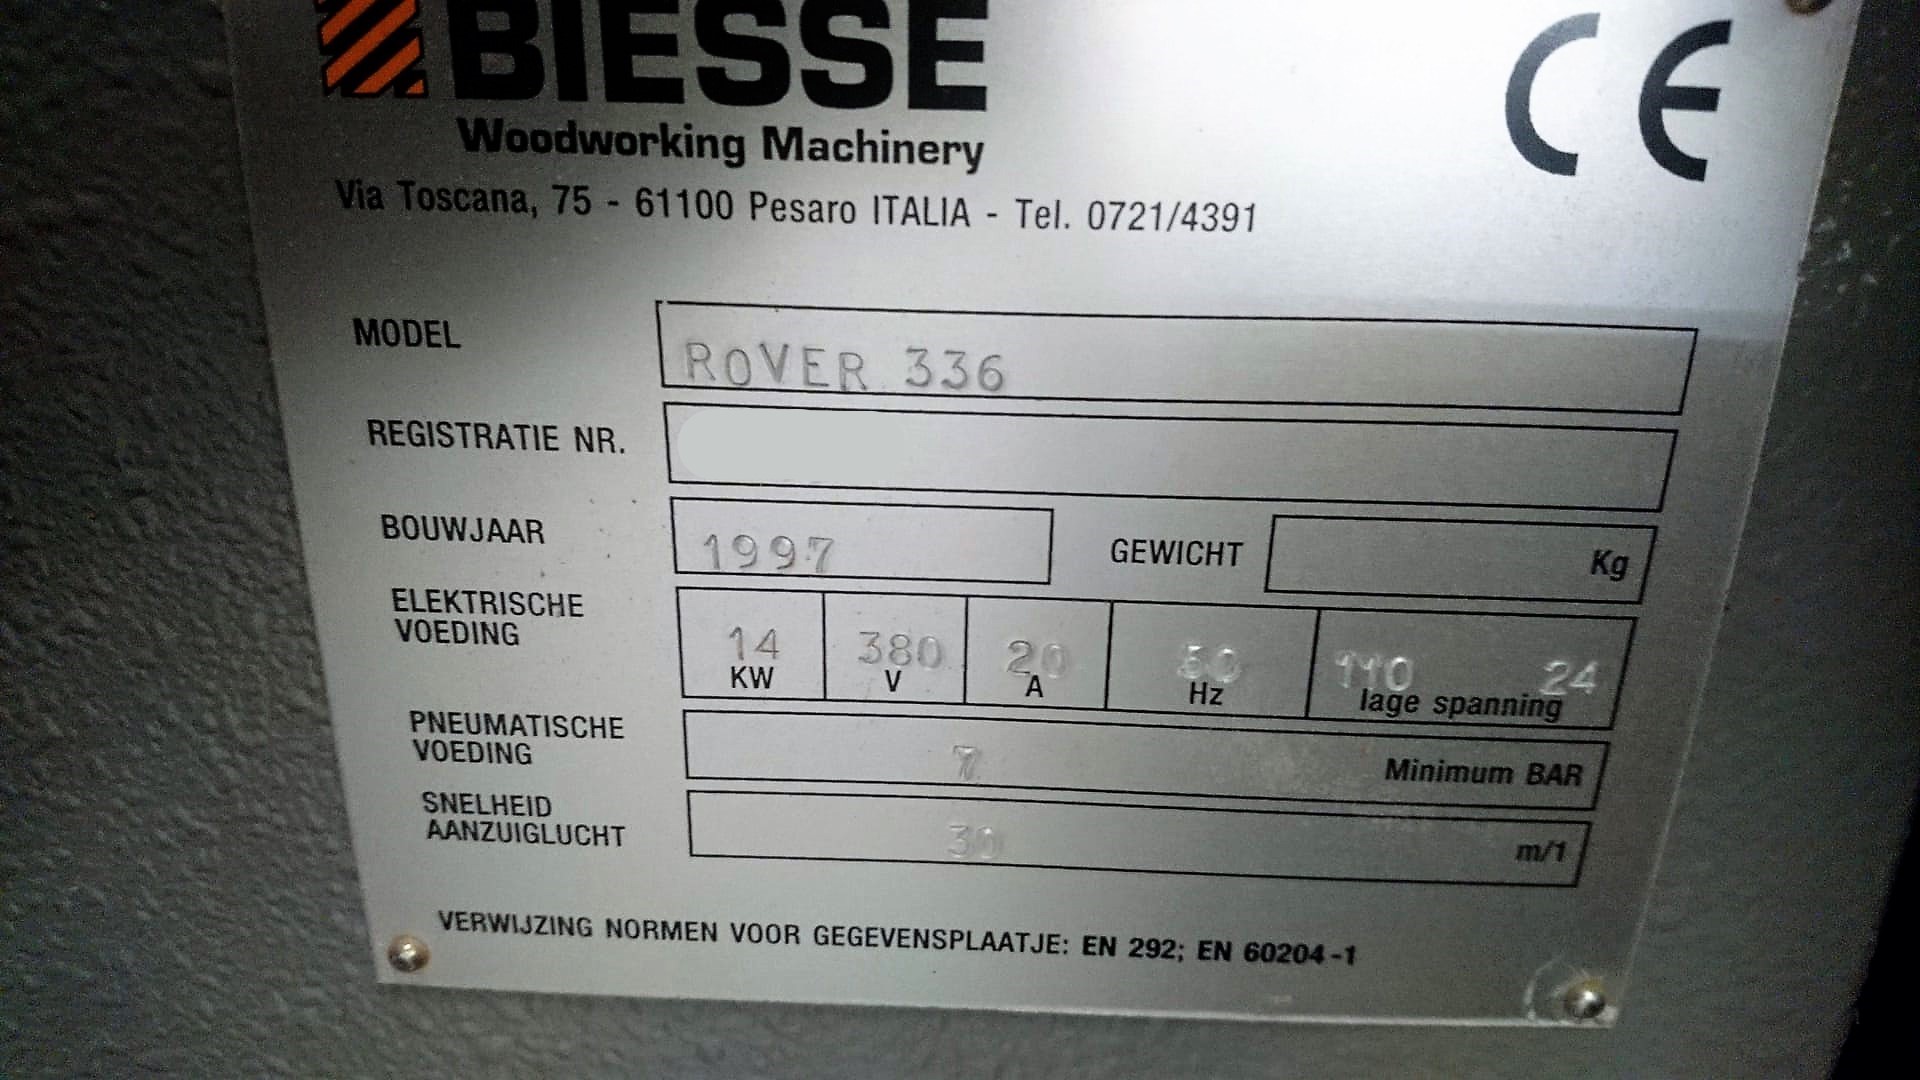 BIESSE
CE
Woodworking Machinery
Via Toscana, 75 - 61100 Pesaro ITALIA - Tel. 0721/4391
MODEL ROVER 336
REGISTRATIE NR.
BOUWJAAR 1997 GEWICHT Kg
ELEKTRISCHE
VOEDING
14 380 20 50 110 24
KW V A Hz lage spanning
PNEUMATISCHE
VOEDING
7 Minimum BAR
SNELHEID
AANZUIGLUCHT
30 m/1
VERWIJZING NORMEN VOOR GEGEVENSPLAATJE: EN 292; EN 60204-1